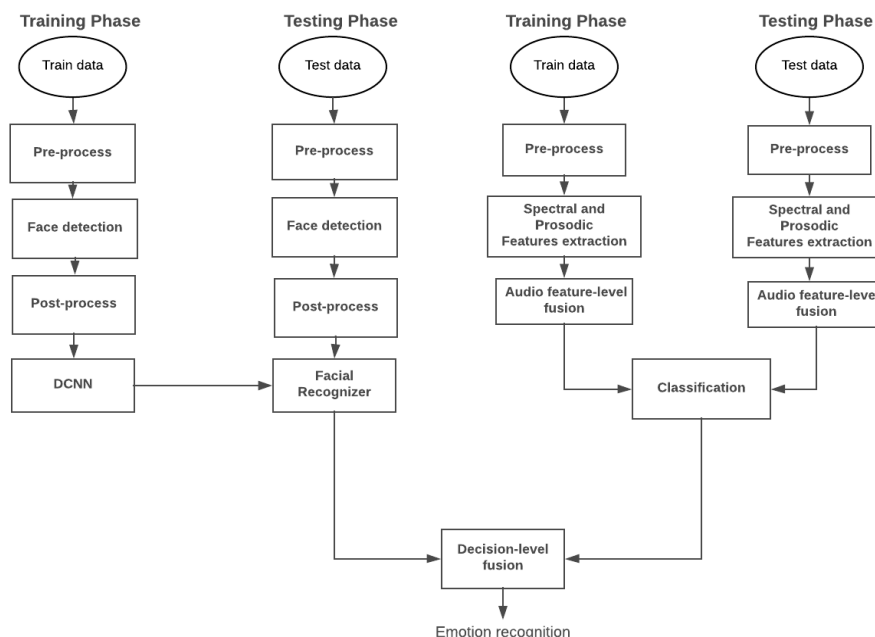 Training Phase
Testing Phase
Training Phase
Testing Phase
Train data
Test data
Train data
Test data
Pre-process
Pre-process
Pre-process
Pre-process
Face detection
Face detection
Spectral and
Prosodic
Features extraction
Spectral and
Prosodic
Features extraction
Post-process
Post-process
Audio feature-level
fusion
Audio feature-level
fusion
DCNN
Facial
Recognizer
Classification
Decision-level
fusion
Emotion recognition